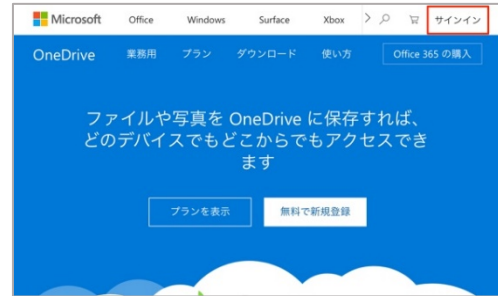 Microsoft Office Windows Surface Xbox > サインイン
OneDrive 業務用 プラン ダウンロード 使い方 Office 365 の購入
ファイルや写真を OneDrive に保存すれば、
どのデバイスでもどこからでもアクセスでき
ます
プランを表示 無料で新規登録